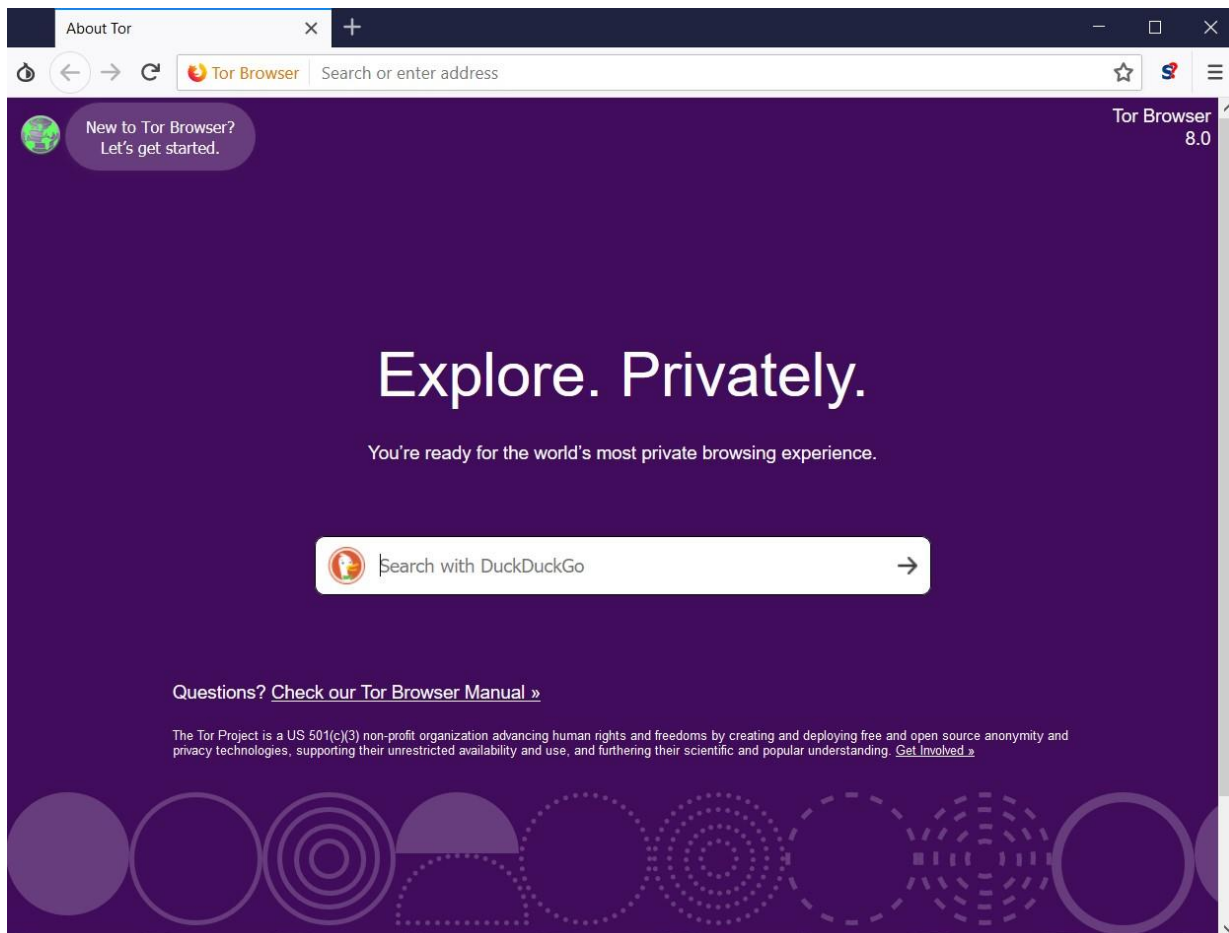 About Tor
Tor Browser Search or enter address
New to Tor Browser?
Let's get started.
Tor Browser
8.0
Explore. Privately.
You're ready for the world's most private browsing experience.
Search with DuckDuckGo
Questions? Check our Tor Browser Manual »
The Tor Project is a US 501(c)(3) non-profit organization advancing human rights and freedoms by creating and deploying free and open source anonymity and
privacy technologies, supporting their unrestricted availability and use, and furthering their scientific and popular understanding. Get Involved »